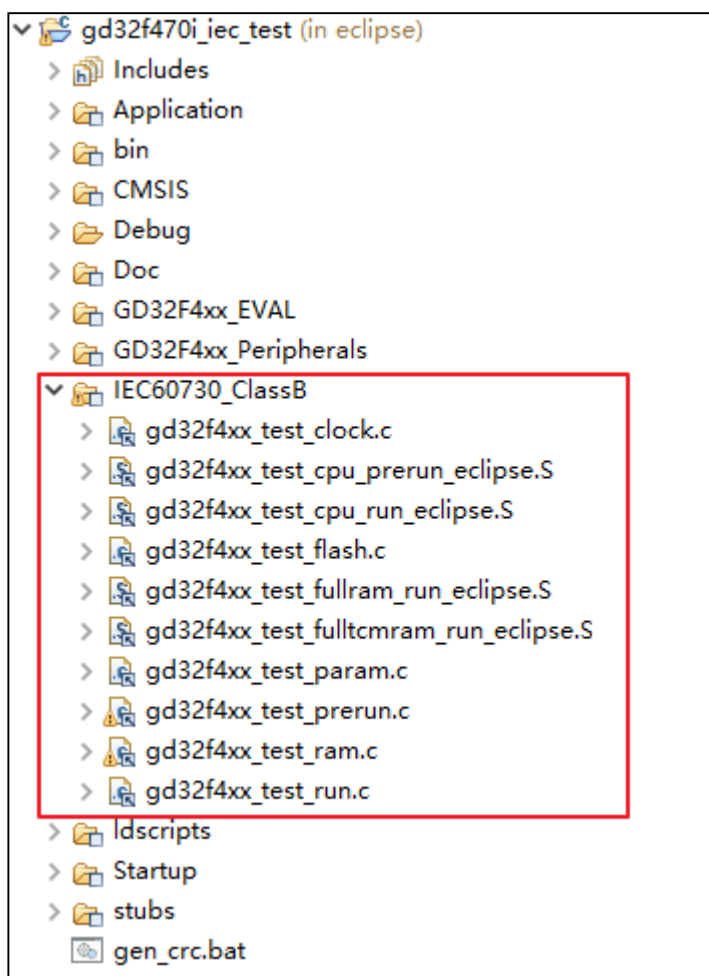 gd32f470i_iec_test (in eclipse)
Includes
Application
bin
CMSIS
Debug
Doc
GD32F4xx_EVAL
GD32F4xx_Peripherals
IEC60730_ClassB
gd32f4xx_test_clock.c
gd32f4xx_test_cpu_prerun_eclipse.S
gd32f4xx_test_cpu_run_eclipse.S
gd32f4xx_test_flash.c
gd32f4xx_test_fullram_run_eclipse.S
gd32f4xx_test_fulltcmram_run_eclipse.S
gd32f4xx_test_param.c
gd32f4xx_test_prerun.c
gd32f4xx_test_ram.c
gd32f4xx_test_run.c
ldscripts
Startup
stubs
gen_crc.bat